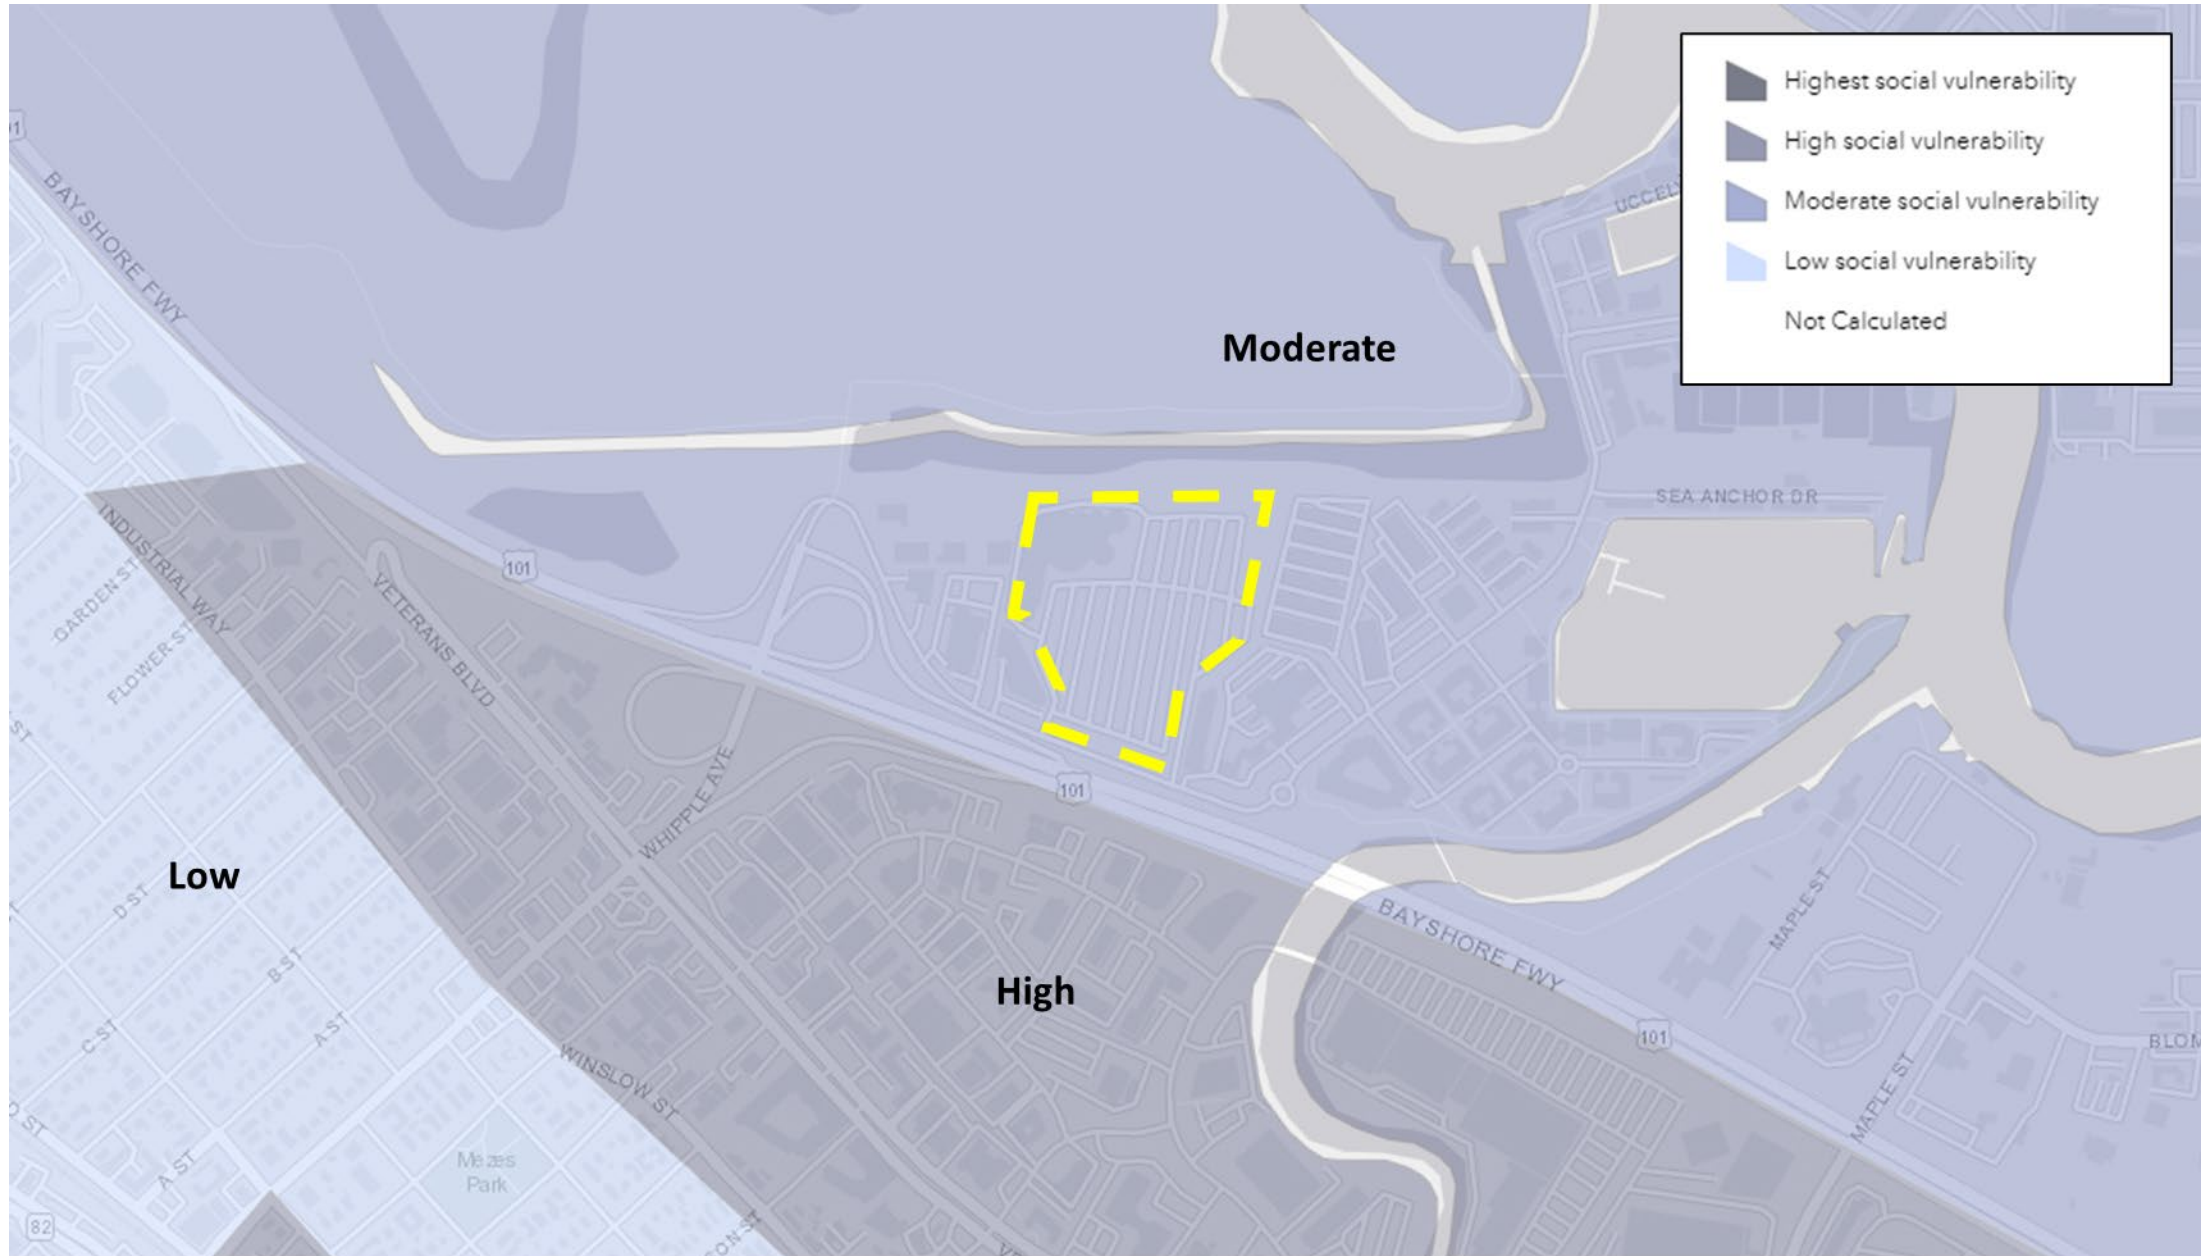 Highest social vulnerability
High social vulnerability
Moderate social vulnerability
Low social vulnerability
Not Calculated
BAYSHORE FWY
Moderate
SEA ANCHOR DR
INDUSTRIAL WAY
GARDEN ST
FLOWER ST
101
VETERANS BLVD
WHIPPLE AVE
101
Low
D ST
B ST
C ST
A ST
High
BAYSHORE FWY
MAPLE ST
101
WINSLOW ST
MAPLE ST
Mezes
Park
A ST
82